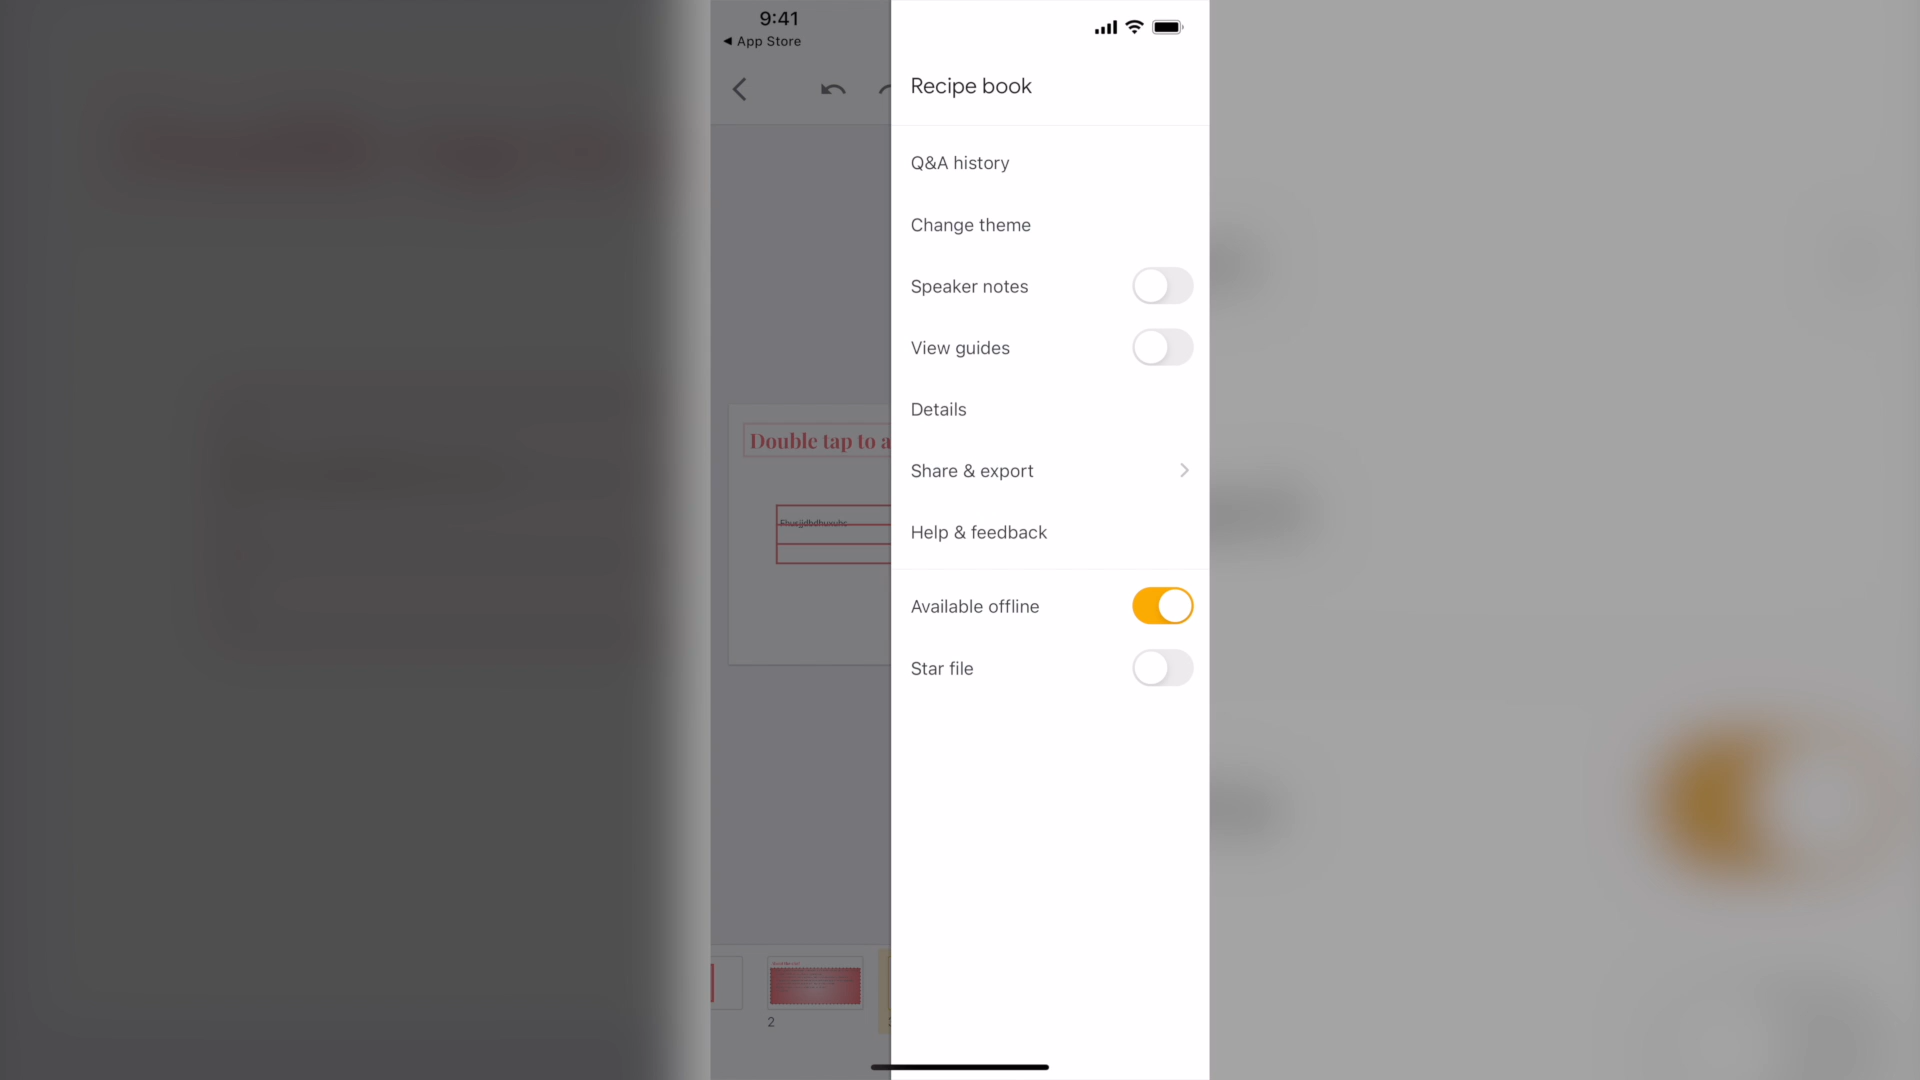 9:41
App Store
Recipe book
Q&A history
Change theme
Speaker notes
View guides
Double tap to a
Details
Share & export
Fhusjjdbdhuxuhs
Help & feedback
Available offline
Star file
2